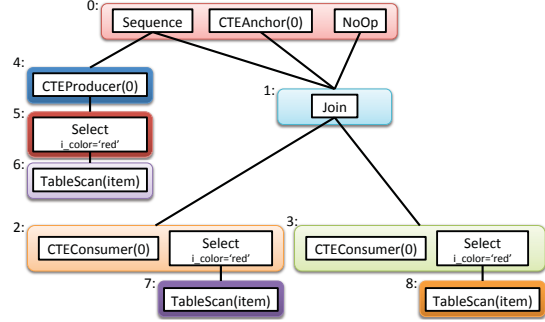 0:
Sequence CTEAnchor(0) NoOp
4:
CTEProducer(0)
1:
Join
5:
Select
i_color='red'
6:
TableScan(item)
2:
CTEConsumer(0) Select
i_color='red'
3:
CTEConsumer(0) Select
i_color='red'
7:
TableScan(item)
8:
TableScan(item)